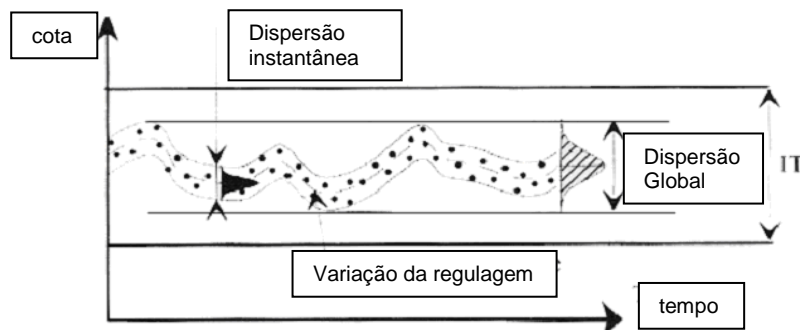 cota
Dispersão
instantânea
Dispersão
Global
IT
Variação da regulagem
tempo